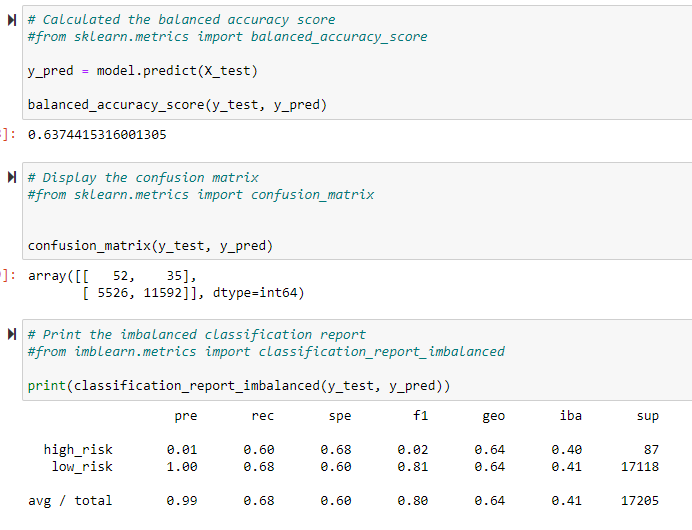 # Calculated the balanced accuracy score
#from sklearn.metrics import balanced_accuracy_score
y_pred = model.predict(X_test)
balanced_accuracy_score(y_test, y_pred)
]: 0.6374415316001305
# Display the confusion matrix
#from sklearn.metrics import confusion_matrix
confusion_matrix(y_test, y_pred)
]: array([[   52,    35],
       [ 5526, 11592]], dtype=int64)
# Print the imbalanced classification report
#from imblearn.metrics import classification_report_imbalanced
print(classification_report_imbalanced(y_test, y_pred))
pre rec spe f1 geo iba sup
high_risk 0.01 0.60 0.68 0.02 0.64 0.40 87
low_risk 1.00 0.68 0.60 0.81 0.64 0.41 17118
avg / total 0.99 0.68 0.60 0.80 0.64 0.41 17205